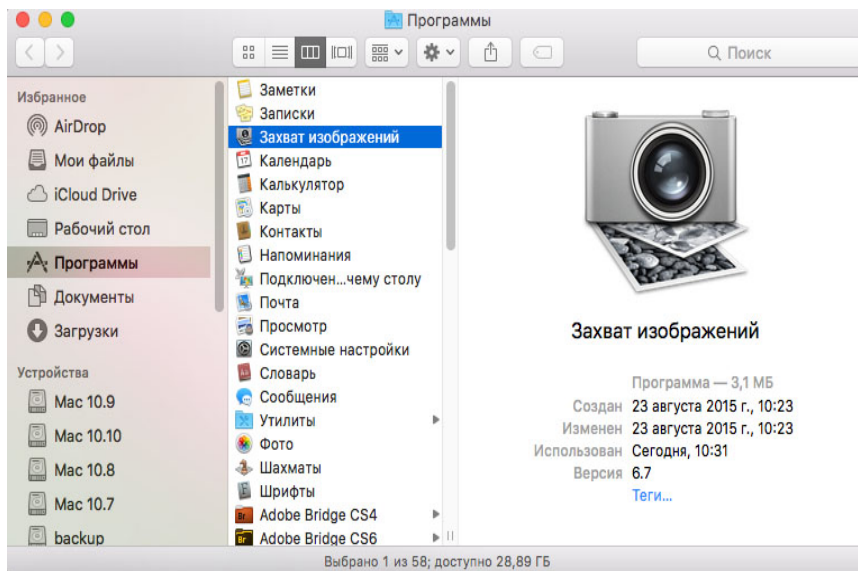 Программы
Поиск
Избранное
AirDrop
Мои файлы
iCloud Drive
Рабочий стол
Программы
Документы
Загрузки
Устройства
Mac 10.9
Mac 10.10
Mac 10.8
Mac 10.7
backup
Заметки
Записки
Захват изображений
Календарь
Калькулятор
Карты
Контакты
Напоминания
Подключен...чему столу
Почта
Просмотр
Системные настройки
Словарь
Сообщения
Утилиты
Фото
Шахматы
Шрифты
Adobe Bridge CS4
Adobe Bridge CS6
Захват изображений
Программа — 3,1 МБ
Создан 23 августа 2015 г., 10:23
Изменен 23 августа 2015 г., 10:23
Использован Сегодня, 10:31
Версия 6.7
Теги...
Выбрано 1 из 58; доступно 28,89 ГБ